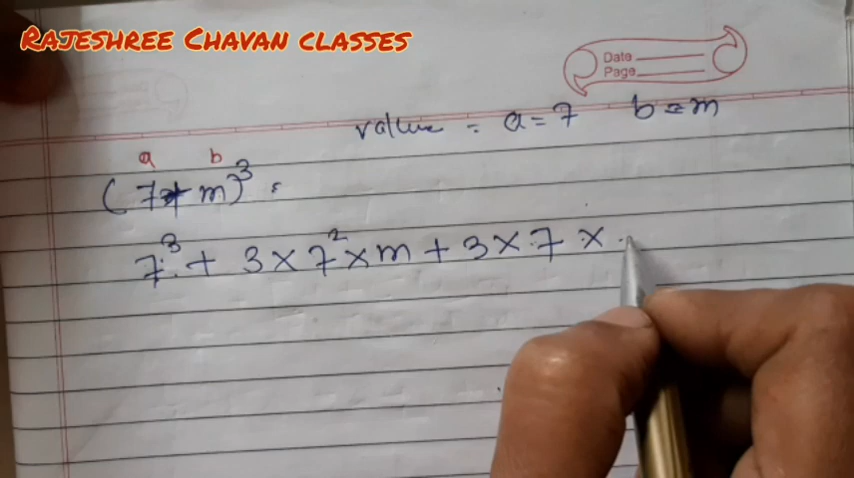 RAJESHREE CHAVAN CLASSES
Date
Page
value = a = 7 b = m
a b
(7+m)³ =
7³ + 3 × 7² × m + 3 × 7 ×